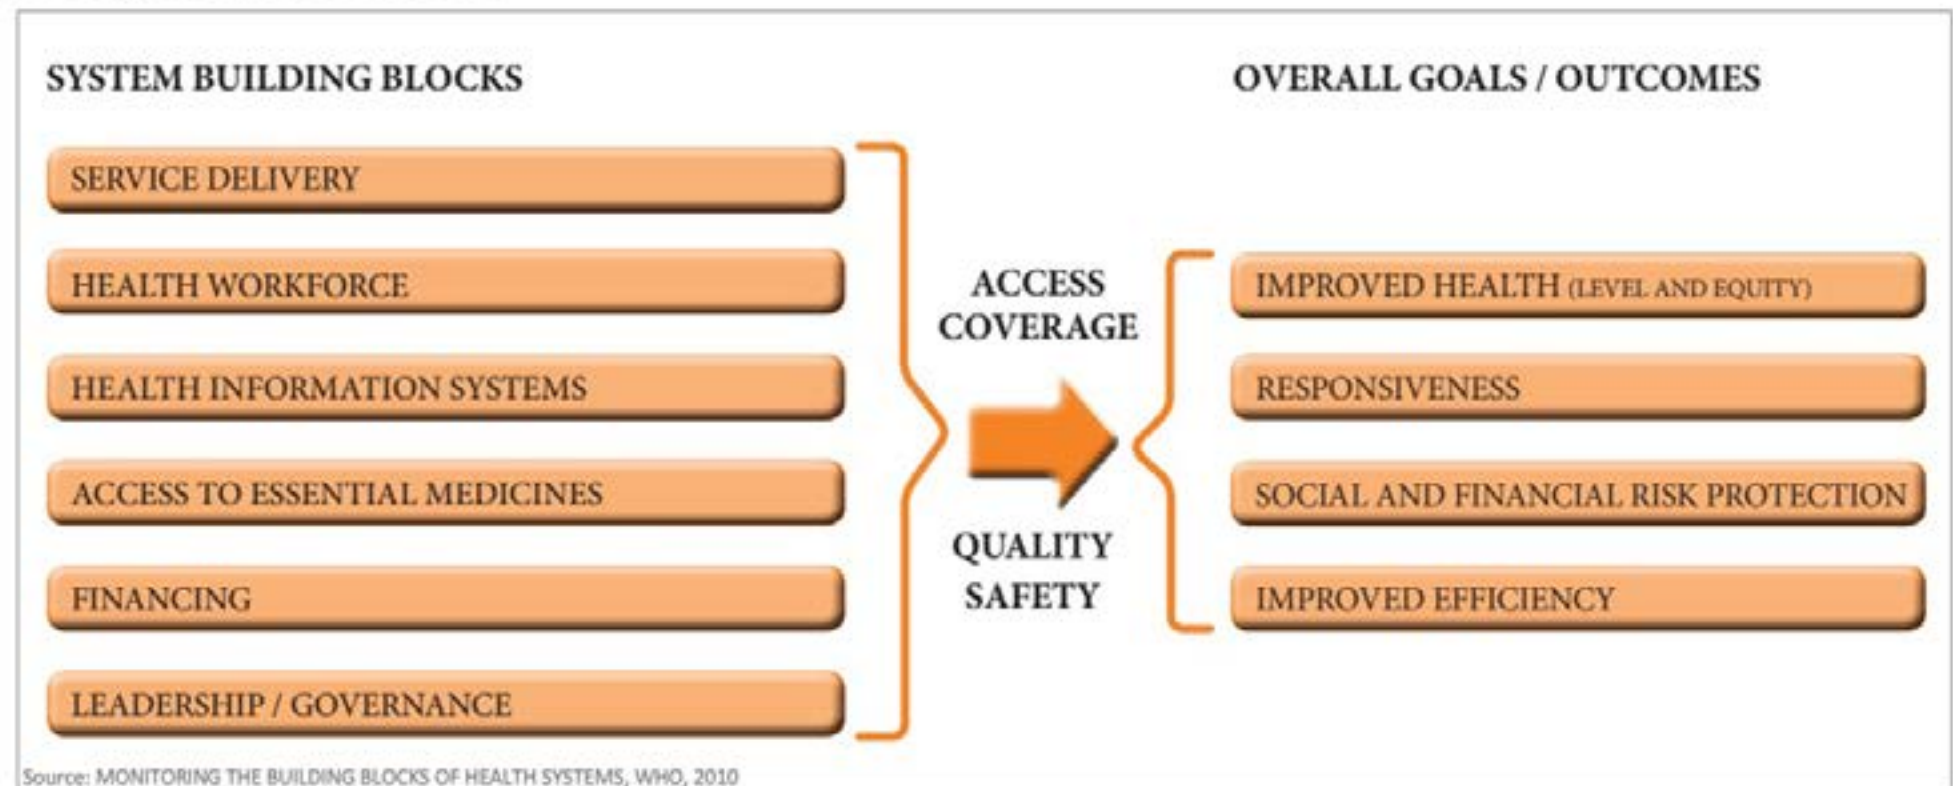 SYSTEM BUILDING BLOCKS
SERVICE DELIVERY
HEALTH WORKFORCE
HEALTH INFORMATION SYSTEMS
ACCESS TO ESSENTIAL MEDICINES
FINANCING
LEADERSHIP / GOVERNANCE
ACCESS
COVERAGE
QUALITY
SAFETY
OVERALL GOALS / OUTCOMES
IMPROVED HEALTH (LEVEL AND EQUITY)
RESPONSIVENESS
SOCIAL AND FINANCIAL RISK PROTECTION
IMPROVED EFFICIENCY
Source: MONITORING THE BUILDING BLOCKS OF HEALTH SYSTEMS, WHO, 2010